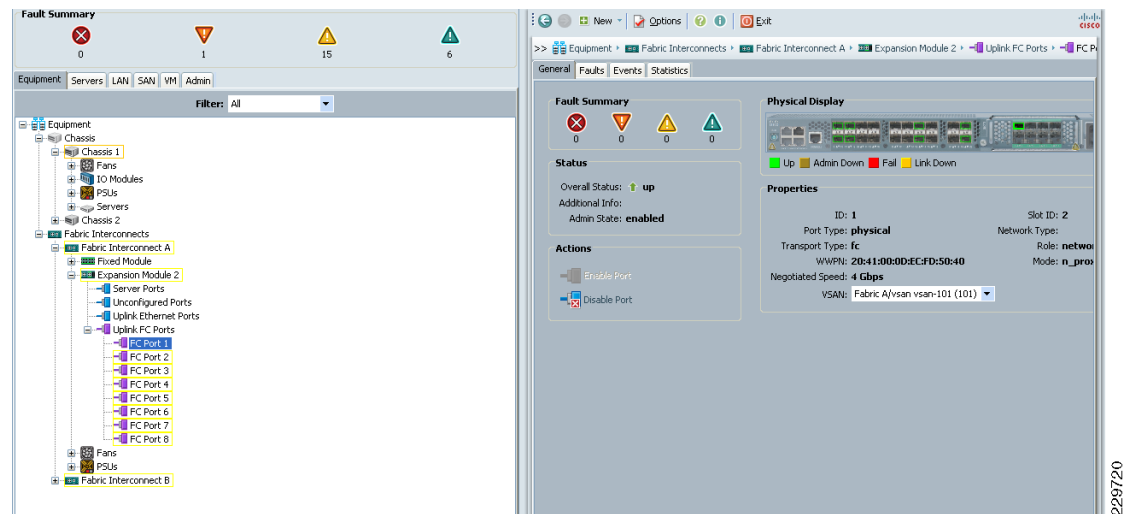 Fault Summary
0 1 15 6
Equipment Servers LAN SAN VM Admin
Filter: All
Equipment
Chassis
Chassis 1
Fans
IO Modules
PSUs
Servers
Chassis 2
Fabric Interconnects
Fabric Interconnect A
Fixed Module
Expansion Module 2
Server Ports
Unconfigured Ports
Uplink Ethernet Ports
Uplink FC Ports
FC Port 1
FC Port 2
FC Port 3
FC Port 4
FC Port 5
FC Port 6
FC Port 7
FC Port 8
Fans
PSUs
Fabric Interconnect B
New Options Exit
cisco
>> Equipment Fabric Interconnects Fabric Interconnect A Expansion Module 2 Uplink FC Ports FC P
General Faults Events Statistics
Fault Summary
0 0 0 0
Status
Overall Status: up
Additional Info:
Admin State: enabled
Actions
Enable Port
Disable Port
Physical Display
Up Admin Down Fail Link Down
Properties
ID: 1 Slot ID: 2
Port Type: physical Network Type:
Transport Type: fc Role: networ
WWPN: 20:41:00:0D:EC:FD:50:40 Mode: n_prox
Negotiated Speed: 4 Gbps
VSAN: Fabric A/vsan vsan-101 (101)
229720